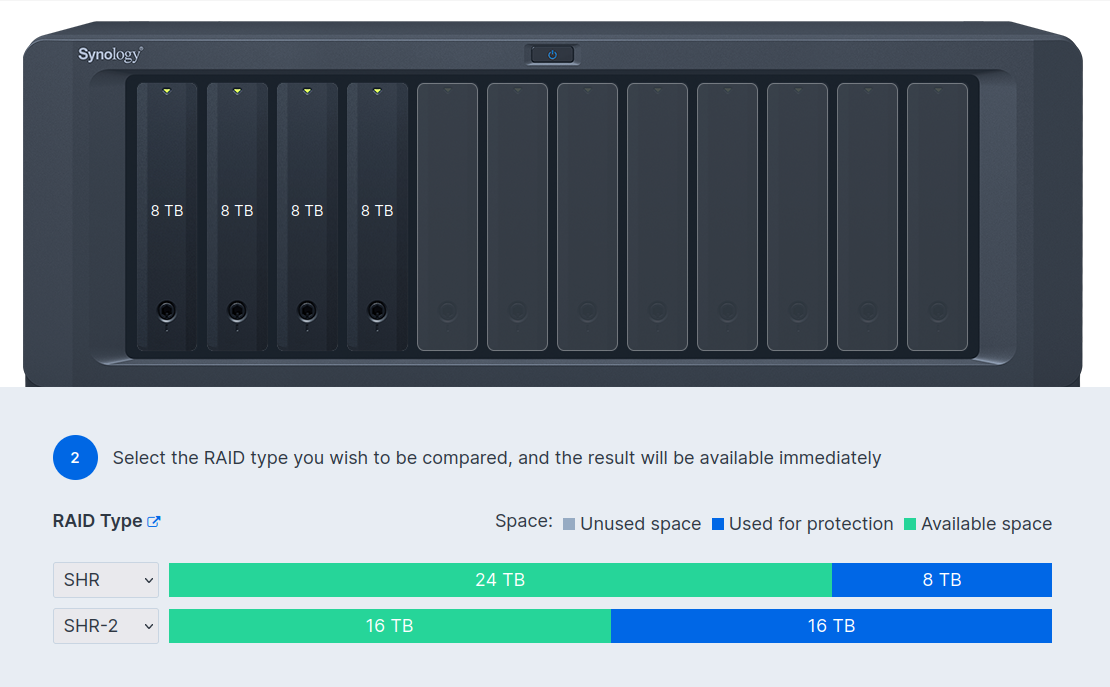 Synology
8 TB 8 TB 8 TB 8 TB
2 Select the RAID type you wish to be compared, and the result will be available immediately
RAID Type Space: Unused space Used for protection Available space
SHR 24 TB 8 TB
SHR-2 16 TB 16 TB